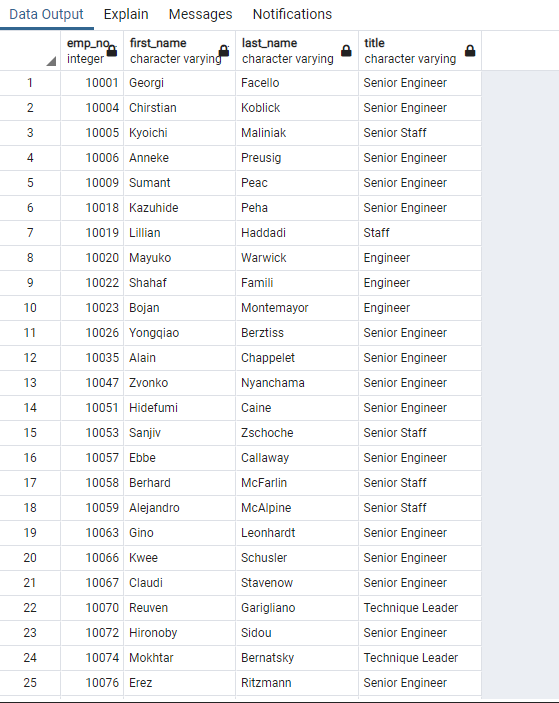 Data Output Explain Messages Notifications
emp_no first_name last_name title
integer character varying character varying character varying
1 10001 Georgi Facello Senior Engineer
2 10004 Chirstian Koblick Senior Engineer
3 10005 Kyoichi Maliniak Senior Staff
4 10006 Anneke Preusig Senior Engineer
5 10009 Sumant Peac Senior Engineer
6 10018 Kazuhide Peha Senior Engineer
7 10019 Lillian Haddadi Staff
8 10020 Mayuko Warwick Engineer
9 10022 Shahaf Famili Engineer
10 10023 Bojan Montemayor Engineer
11 10026 Yongqiao Berztiss Senior Engineer
12 10035 Alain Chappelet Senior Engineer
13 10047 Zvonko Nyanchama Senior Engineer
14 10051 Hidefumi Caine Senior Engineer
15 10053 Sanjiv Zschoche Senior Staff
16 10057 Ebbe Callaway Senior Engineer
17 10058 Berhard McFarlin Senior Staff
18 10059 Alejandro McAlpine Senior Staff
19 10063 Gino Leonhardt Senior Engineer
20 10066 Kwee Schusler Senior Engineer
21 10067 Claudi Stavenow Senior Engineer
22 10070 Reuven Garigliano Technique Leader
23 10072 Hironoby Sidou Senior Engineer
24 10074 Mokhtar Bernatsky Technique Leader
25 10076 Erez Ritzmann Senior Engineer